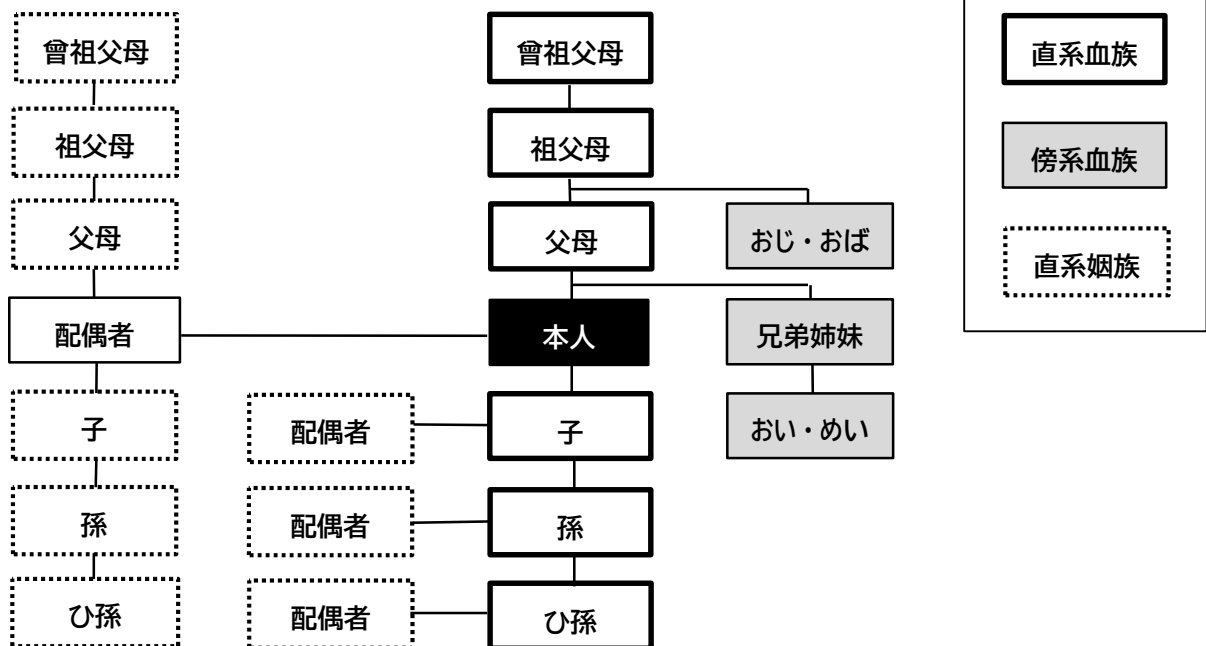 曾祖父母
曾祖父母
直系血族
祖父母
祖父母
傍系血族
父母
父母
おじ・おば
直系姻族
配偶者
本人
兄弟姉妹
子
配偶者
子
おい・めい
孫
配偶者
孫
ひ孫
配偶者
ひ孫